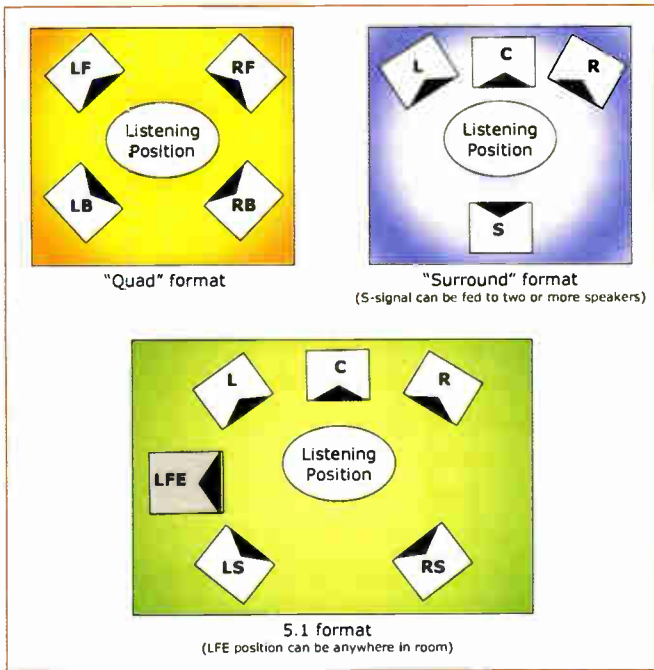 LF
RF
Listening
Position
LB
RB
"Quad" format
L
C
R
Listening
Position
S
"Surround" format
(S-signal can be fed to two or more speakers)
L
C
R
Listening
Position
LFE
LS
RS
5.1 format
(LFE position can be anywhere in room)